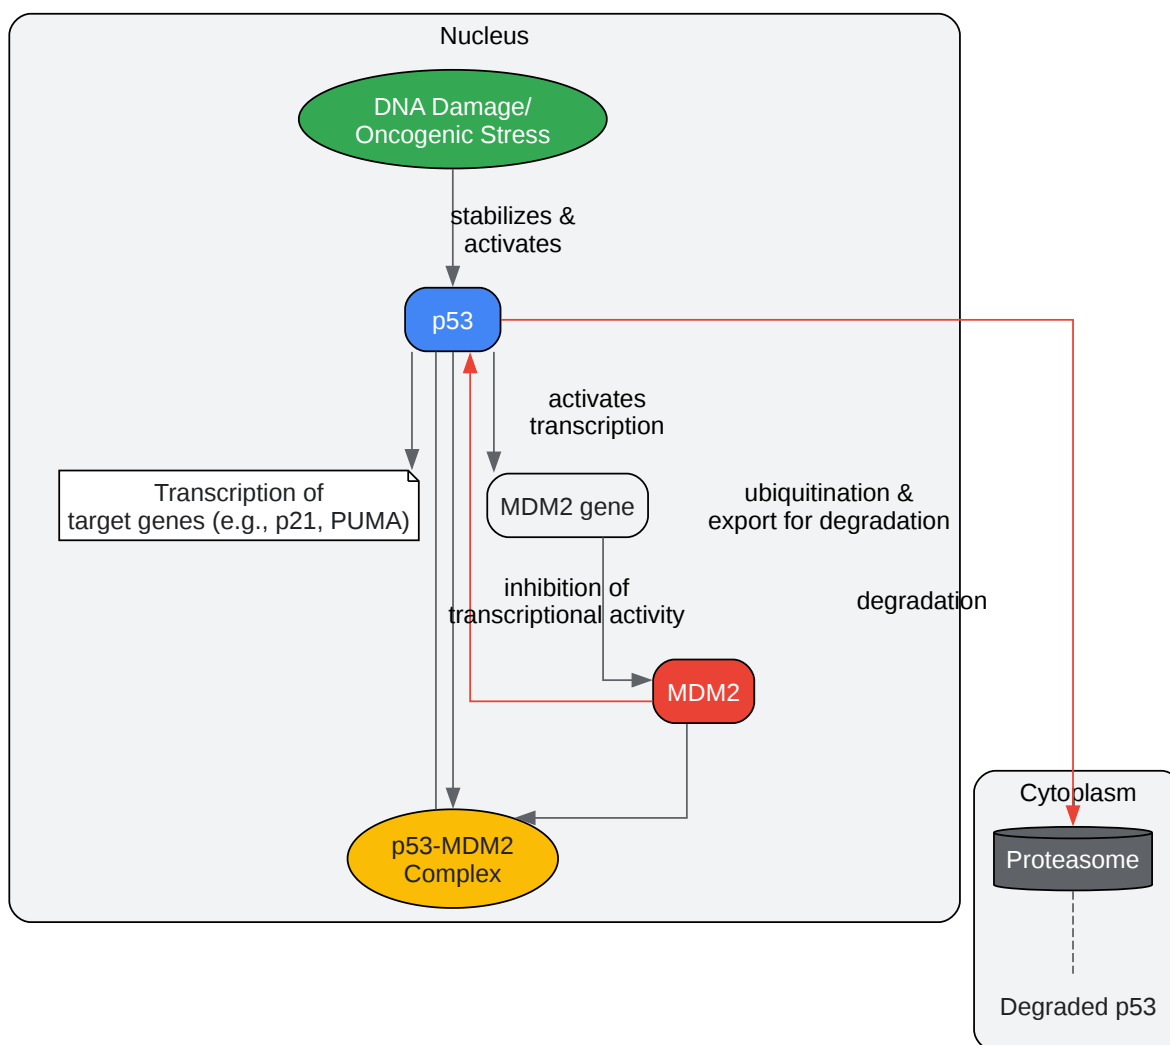 Nucleus
DNA Damage/
Oncogenic Stress
stabilizes &
activates
p53
activates
transcription
Transcription of
target genes (e.g., p21, PUMA)
MDM2 gene
ubiquitination &
export for degradation
inhibition of
transcriptional activity
degradation
MDM2
p53-MDM2
Complex
Cytoplasm
Proteasome
Degraded p53